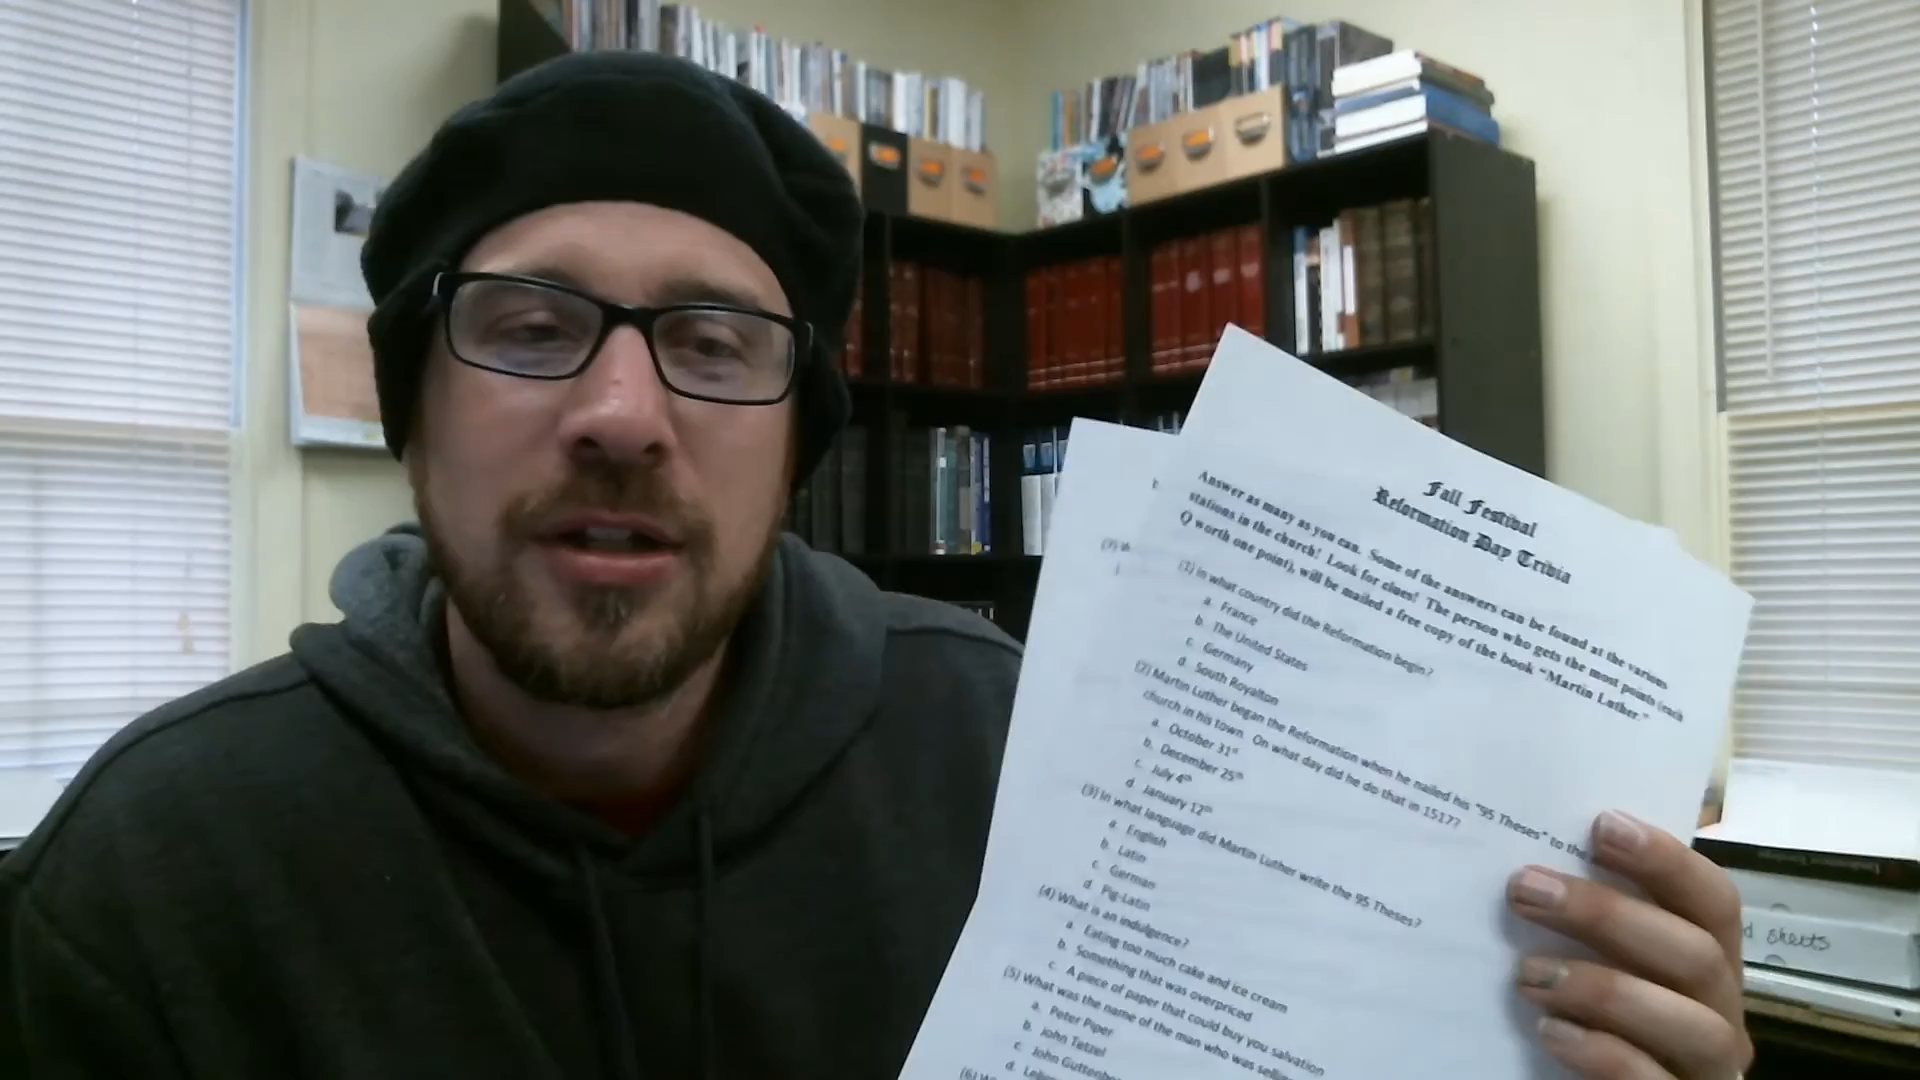 Fall Festival
Reformation Day Trivia
Answer as many as you can. Some of the answers can be found at the various
stations in the church! Look for clues! The person who gets the most points (each
Q worth one point), will be mailed a free copy of the book “Martin Luther.”
(1) In what country did the Reformation begin?
a. France
b. The United States
c. Germany
d. South Royalton
(2) Martin Luther began the Reformation when he nailed his "95 Theses" to the
church in his town. On what day did he do that in 1517?
a. October 31st
b. December 25th
c. July 4th
d. January 12th
(3) In what language did Martin Luther write the 95 Theses?
a. English
b. Latin
c. German
d. Pig-Latin
(4) What is an indulgence?
a. Eating too much cake and ice cream
b. Something that was overpriced
c. A piece of paper that could buy you salvation
(5) What was the name of the man who was
a. Peter Piper
b. John Tetzel
c. John
d.
(6)
(7)
sheets